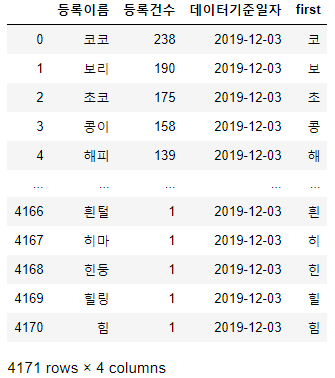 등록이름 등록건수 데이터기준일자 first
0 코코 238 2019-12-03 코
1 보리 190 2019-12-03 보
2 초코 175 2019-12-03 초
3 콩이 158 2019-12-03 콩
4 해피 139 2019-12-03 해
... ... ... ... ...
4166 흰털 1 2019-12-03 흰
4167 히마 1 2019-12-03 히
4168 힌둥 1 2019-12-03 힌
4169 힐링 1 2019-12-03 힐
4170 힘 1 2019-12-03 힘
4171 rows × 4 columns